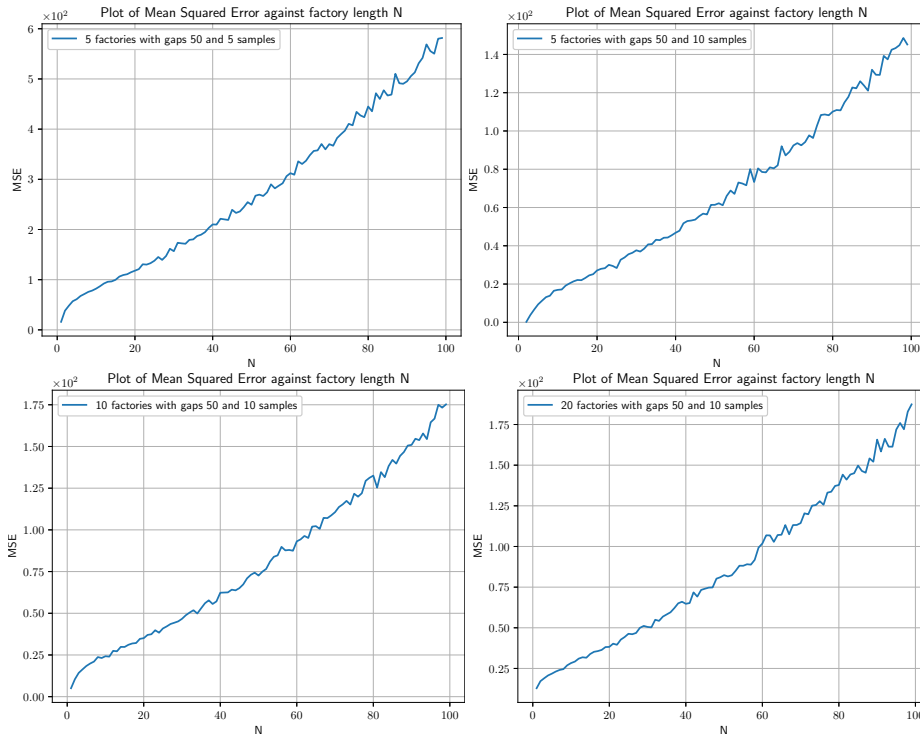 Plot of Mean Squared Error against factory length N
×10²
5 factories with gaps 50 and 5 samples
6
5
4
3
2
1
0
MSE
0 20 40 60 80 100
N
Plot of Mean Squared Error against factory length N
×10²
5 factories with gaps 50 and 10 samples
1.4
1.2
1.0
0.8
0.6
0.4
0.2
0.0
MSE
0 20 40 60 80 100
N
Plot of Mean Squared Error against factory length N
×10²
10 factories with gaps 50 and 10 samples
1.75
1.50
1.25
1.00
0.75
0.50
0.25
0.00
MSE
0 20 40 60 80 100
N
Plot of Mean Squared Error against factory length N
×10²
20 factories with gaps 50 and 10 samples
1.75
1.50
1.25
1.00
0.75
0.50
0.25
MSE
0 20 40 60 80 100
N